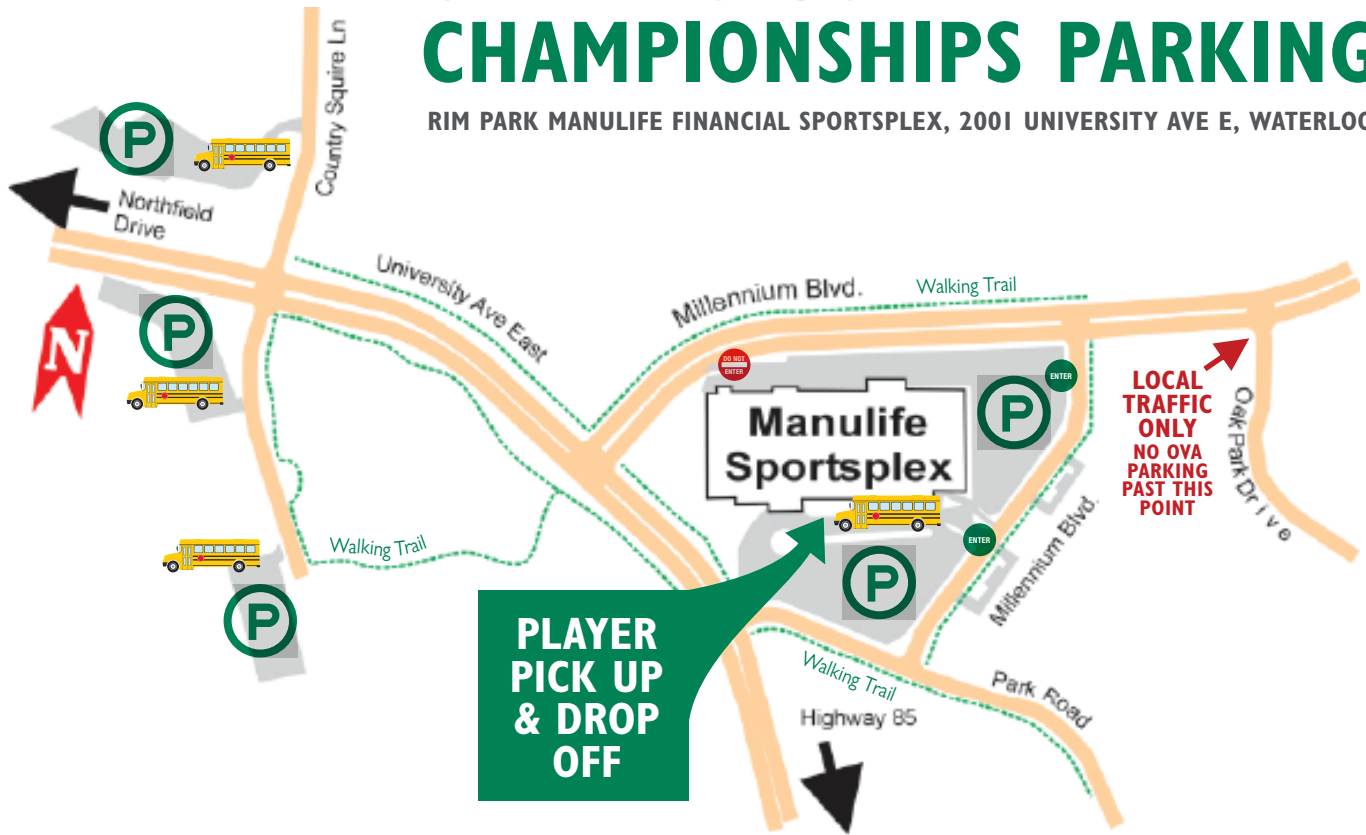 CHAMPIONSHIPS PARKING
RIM PARK MANULIFE FINANCIAL SPORTSPLEX, 2001 UNIVERSITY AVE E, WATERLOO
Country Squire Ln
P
Northfield
Drive
University Ave East
Millennium Blvd.
Walking Trail
N
P
DO NOT
ENTER
ENTER
P
Manulife
Sportsplex
LOCAL
TRAFFIC
ONLY
NO OVA
PARKING
PAST THIS
POINT
Oak Park Drive
ENTER
Millennium Blvd.
Walking Trail
P
P
PLAYER
PICK UP
& DROP
OFF
Walking Trail
Park Road
Highway 85